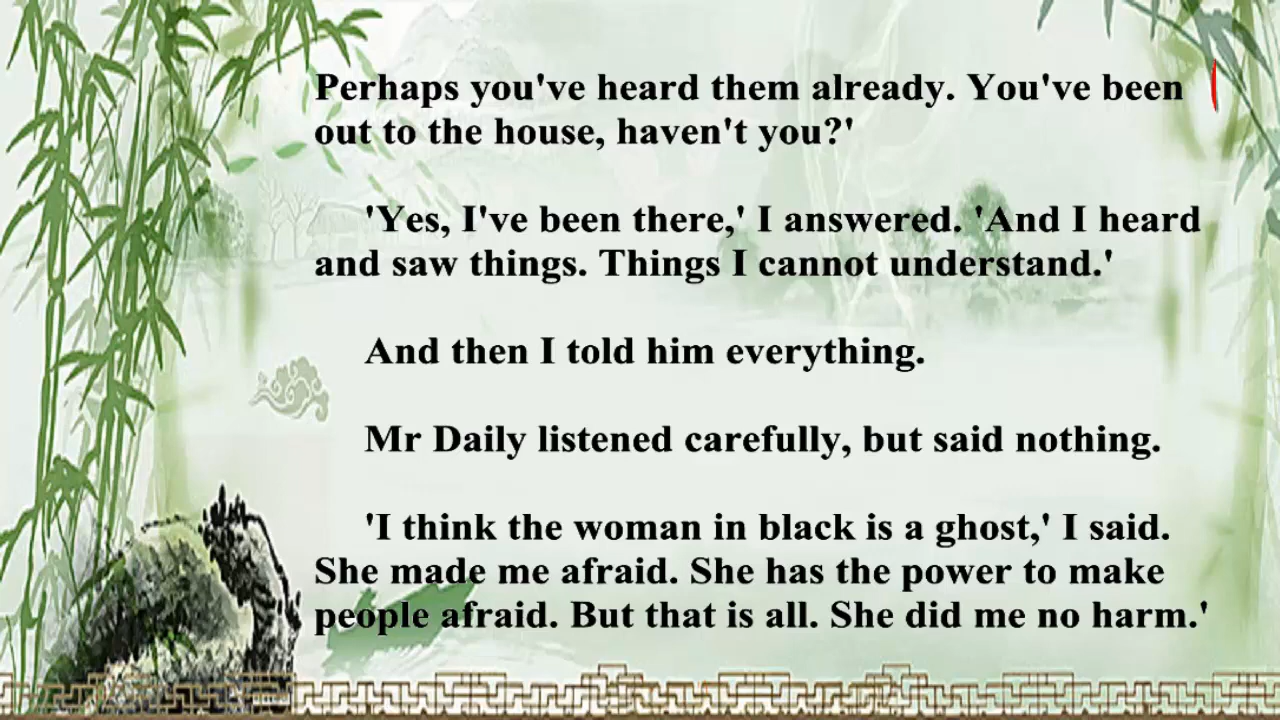 Perhaps you've heard them already. You've been
out to the house, haven't you?'
'Yes, I've been there,' I answered. 'And I heard
and saw things. Things I cannot understand.'
And then I told him everything.
Mr Daily listened carefully, but said nothing.
'I think the woman in black is a ghost,' I said.
She made me afraid. She has the power to make
people afraid. But that is all. She did me no harm.'